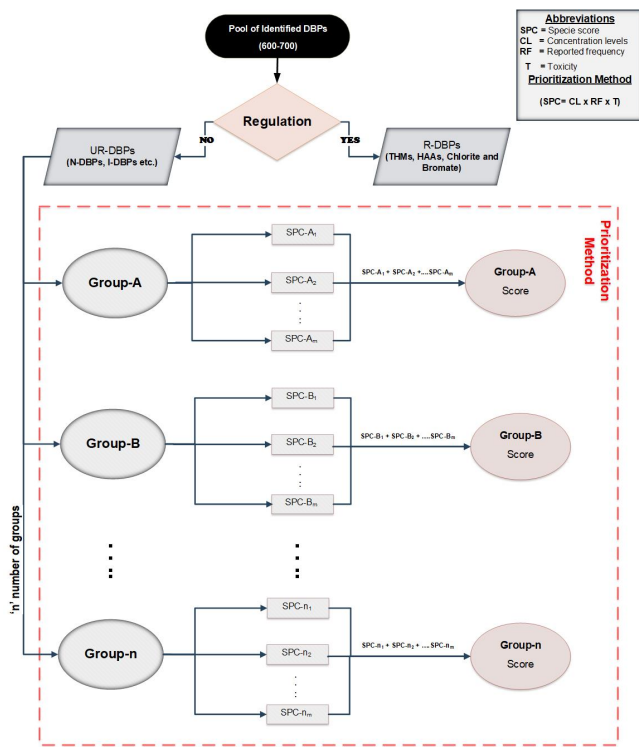 Pool of Identified DBPs
(600-700)
Abbreviations
SPC = Specie score
CL = Concentration levels
RF = Reported frequency
T = Toxicity
Prioritization Method
(SPC= CL x RF x T)
Regulation
NO
YES
UR-DBPs
(N-DBPs, I-DBPs etc.)
R-DBPs
(THMs, HAAs, Chlorite and
Bromate)
Prioritization
Method
Group-A
SPC-A₁
SPC-A₂
SPC-Aₘ
SPC-A₁ + SPC-A₂ +....SPC-Aₘ
Group-A
Score
Group-B
SPC-B₁
SPC-B₂
SPC-Bₘ
SPC-B₁ + SPC-B₂ + ....SPC-Bₘ
Group-B
Score
'n' number of groups
Group-n
SPC-n₁
SPC-n₂
SPC-nₘ
SPC-n₁ + SPC-n₂ + ....SPC-nₘ
Group-n
Score